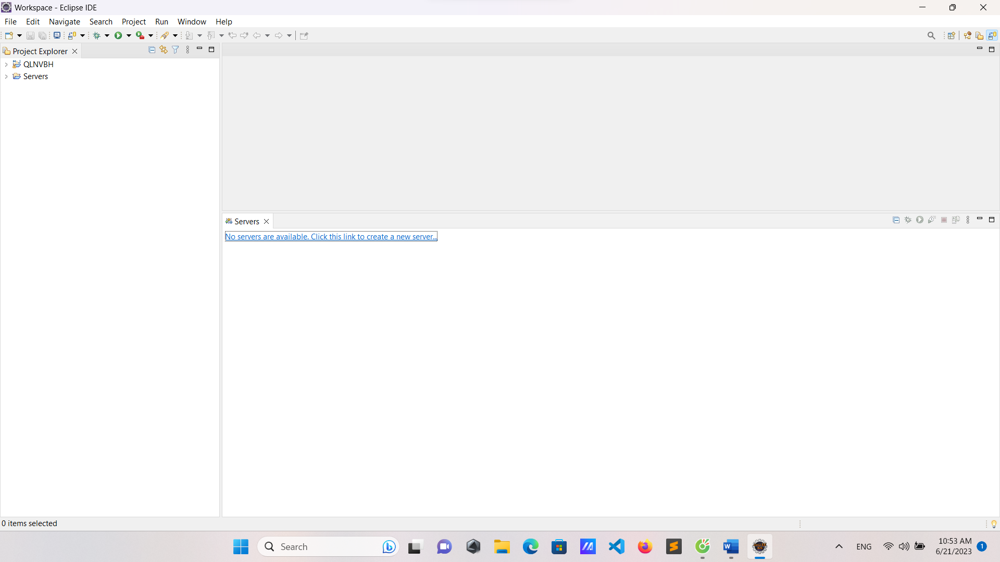 Workspace - Eclipse IDE
File Edit Navigate Search Project Run Window Help
Project Explorer
QLNVBH
Servers
Servers
No servers are available. Click this link to create a new server...
0 items selected
Search
ENG
10:53 AM
6/21/2023
1